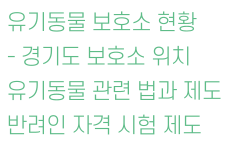 유기동물 보호소 현황
- 경기도 보호소 위치
유기동물 관련 법과 제도
반려인 자격 시험 제도